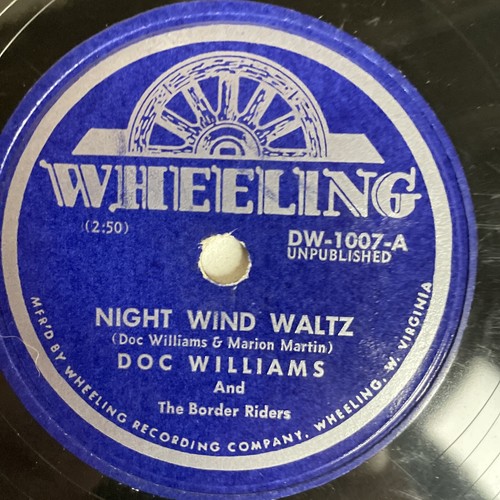 WHEELING
(2:50)
DW-1007-A
UNPUBLISHED
NIGHT WIND WALTZ
(Doc Williams & Marion Martin)
DOC WILLIAMS
And
The Border Riders
MFR'D BY WHEELING RECORDING COMPANY, WHEELING, W. VIRGINIA